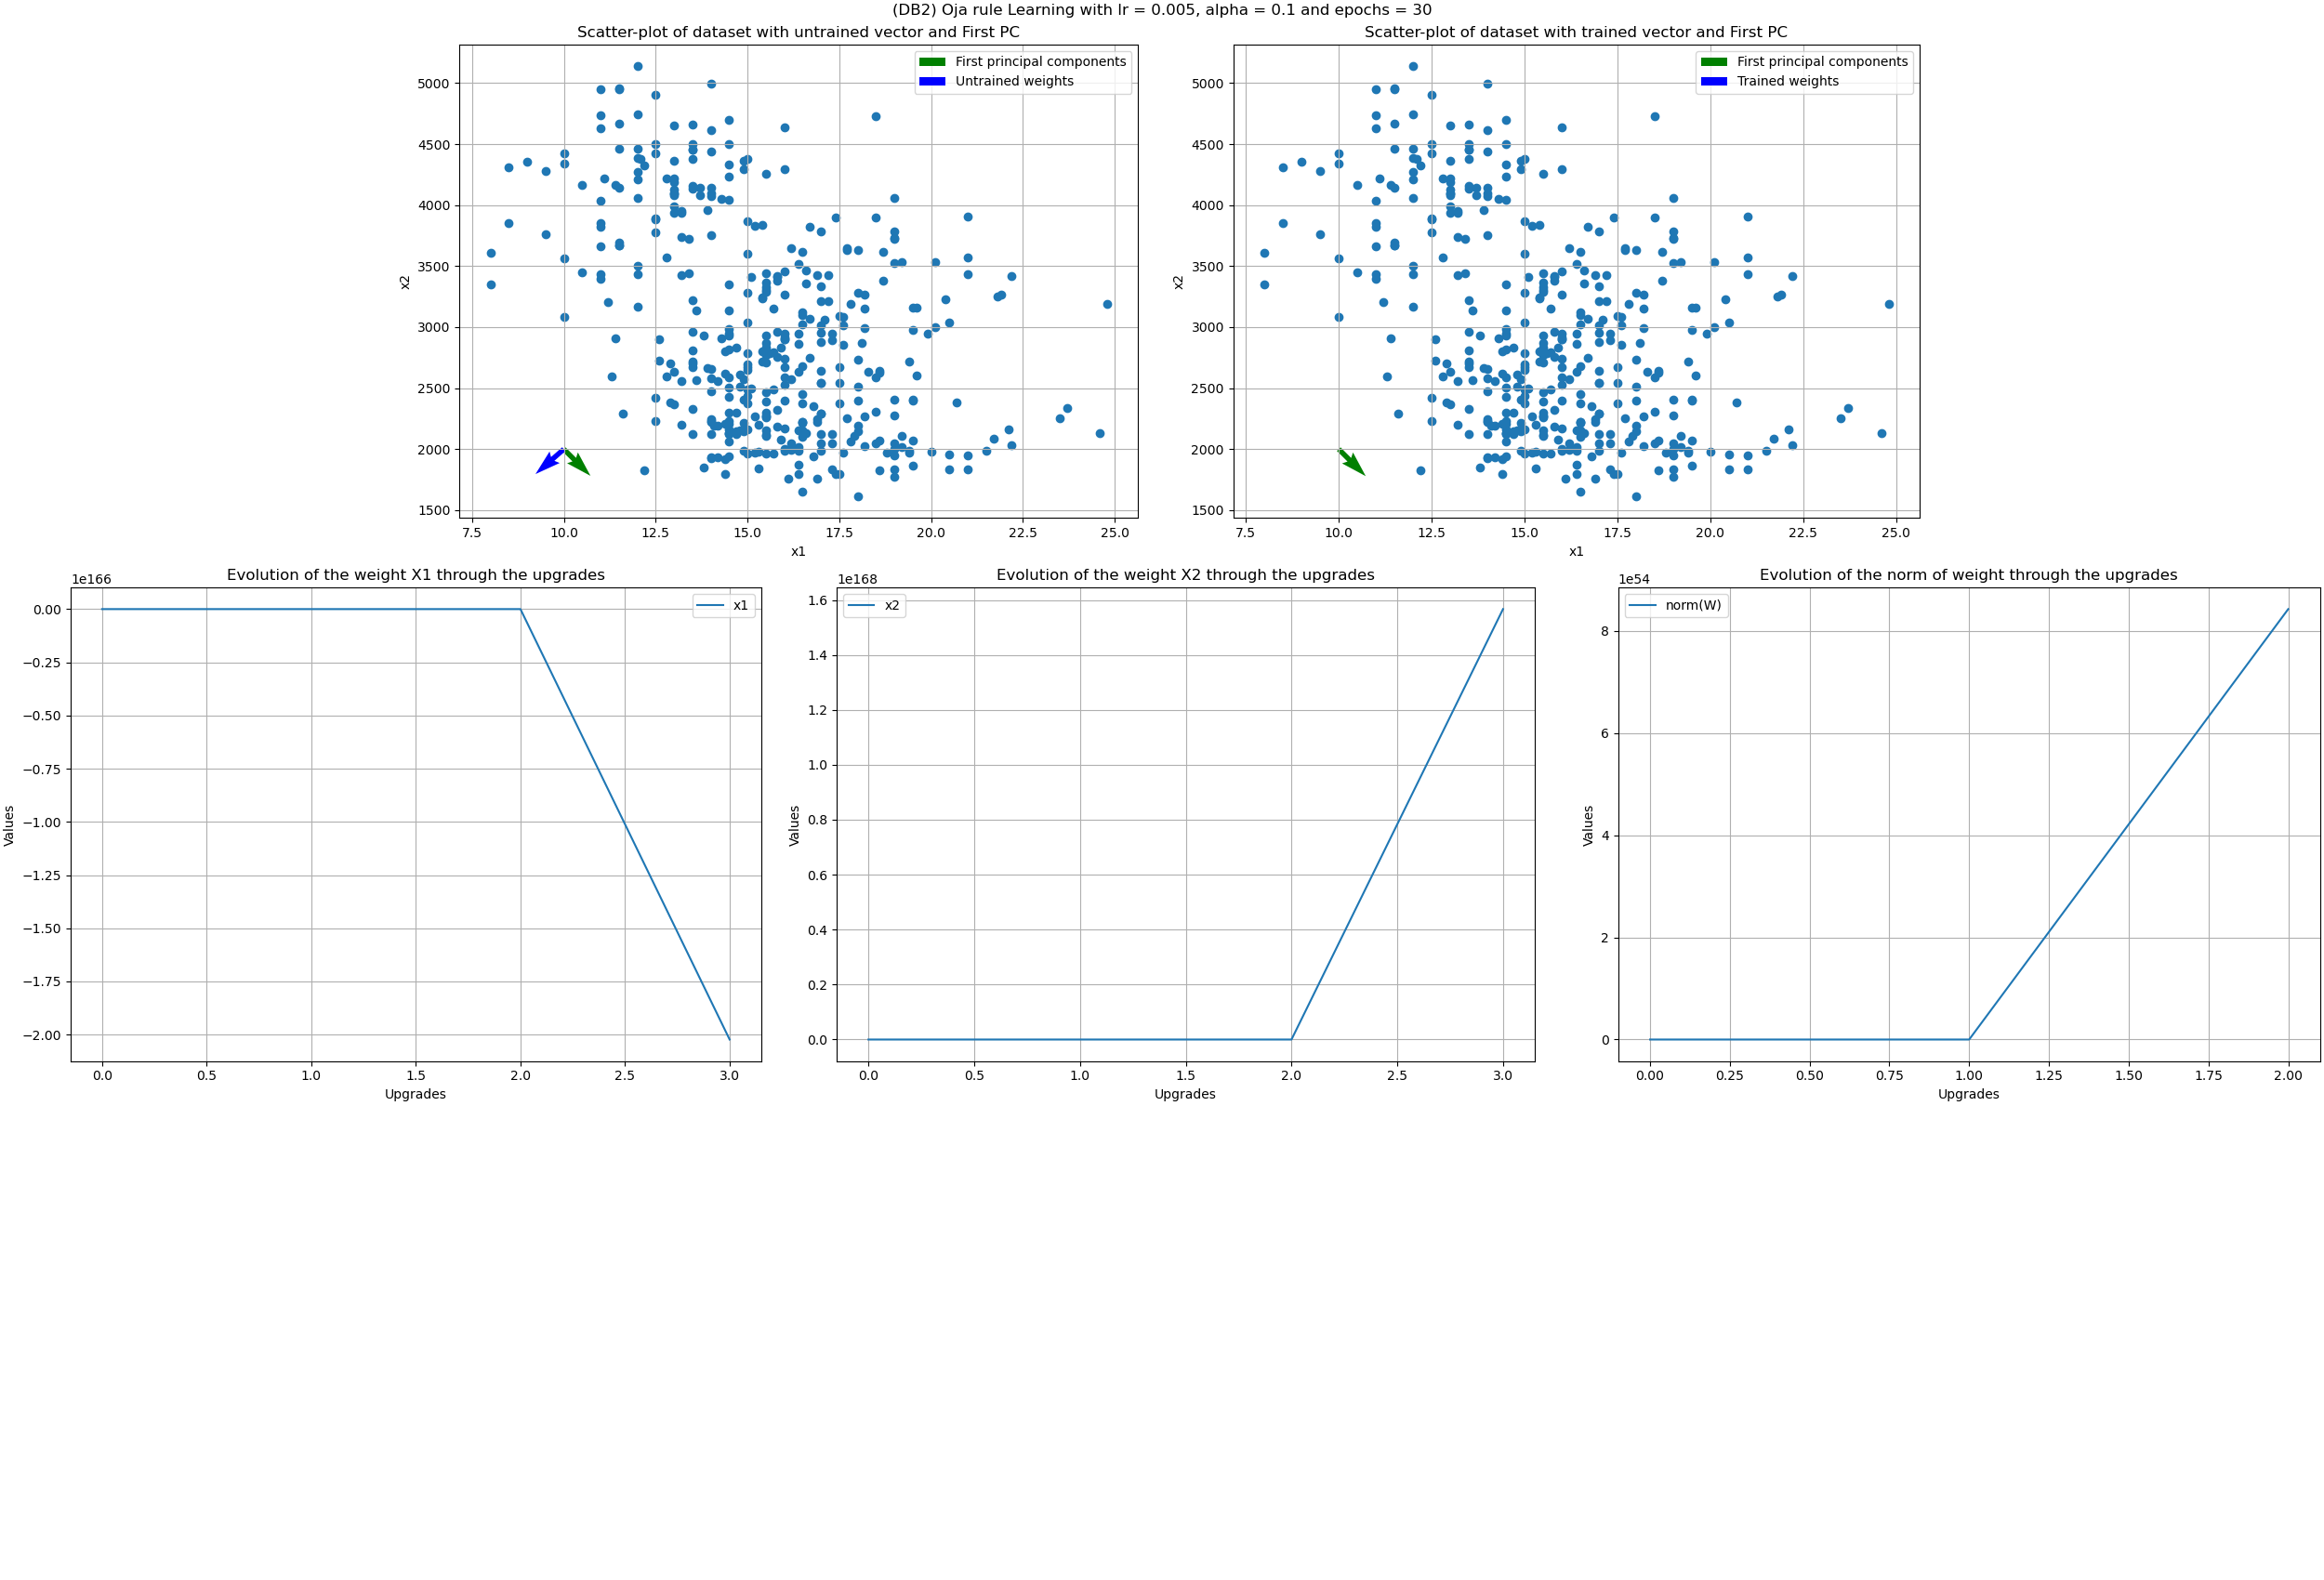 (DB2) Oja rule Learning with lr = 0.005, alpha = 0.1 and epochs = 30
Scatter-plot of dataset with untrained vector and First PC
First principal components
Untrained weights
5000
4500
4000
3500
3000
2500
2000
1500
x2
7.5 10.0 12.5 15.0 17.5 20.0 22.5 25.0
x1
Scatter-plot of dataset with trained vector and First PC
First principal components
Trained weights
5000
4500
4000
3500
3000
2500
2000
1500
x2
7.5 10.0 12.5 15.0 17.5 20.0 22.5 25.0
x1
Evolution of the weight X1 through the upgrades
1e166
x1
0.00
−0.25
−0.50
−0.75
−1.00
−1.25
−1.50
−1.75
−2.00
Values
0.0 0.5 1.0 1.5 2.0 2.5 3.0
Upgrades
Evolution of the weight X2 through the upgrades
1e168
x2
1.6
1.4
1.2
1.0
0.8
0.6
0.4
0.2
0.0
Values
0.0 0.5 1.0 1.5 2.0 2.5 3.0
Upgrades
Evolution of the norm of weight through the upgrades
1e54
norm(W)
8
6
4
2
0
Values
0.00 0.25 0.50 0.75 1.00 1.25 1.50 1.75 2.00
Upgrades